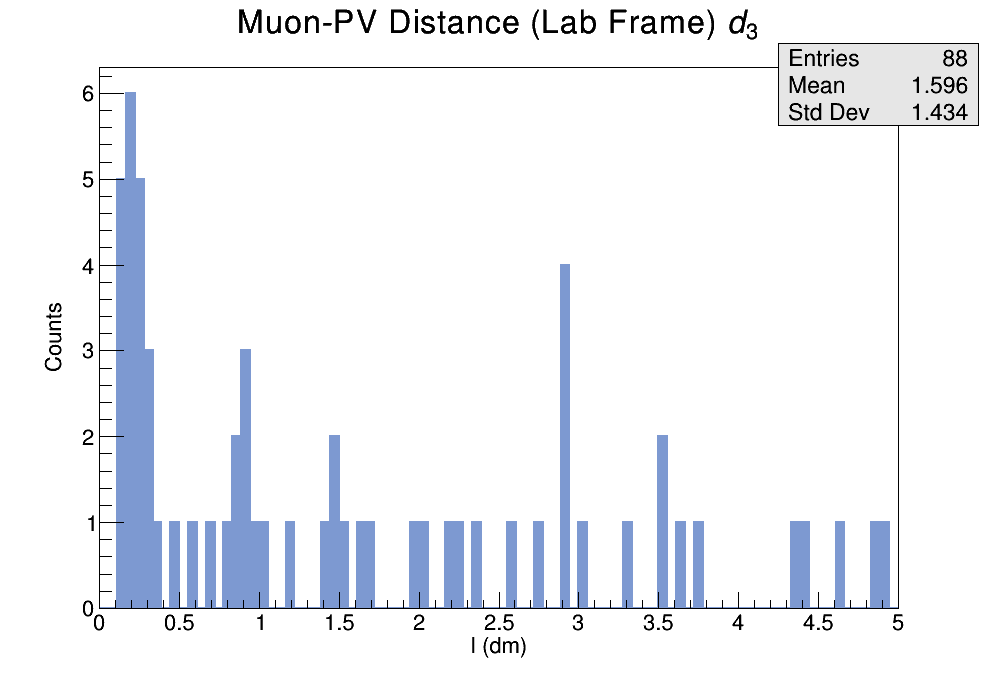 Muon-PV Distance (Lab Frame) d3
Entries 88
Mean 1.596
Std Dev 1.434
6
5
4
3
2
1
0
Counts
0 0.5 1 1.5 2 2.5 3 3.5 4 4.5 5
l (dm)